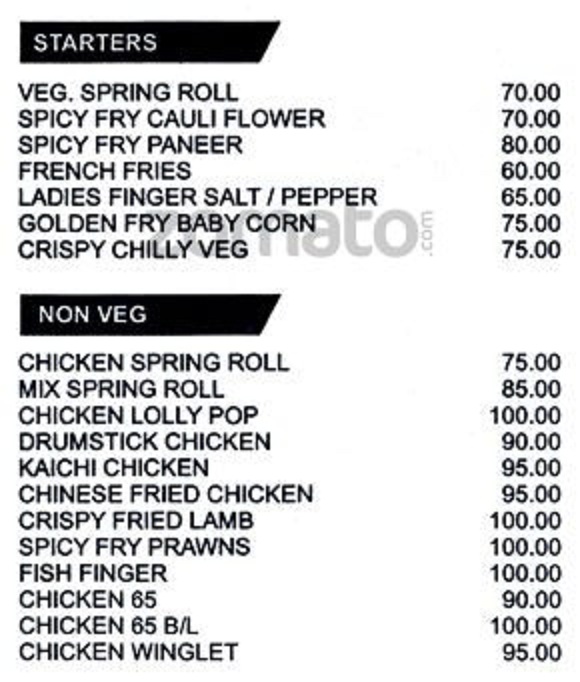 STARTERS
VEG. SPRING ROLL 70.00
SPICY FRY CAULI FLOWER 70.00
SPICY FRY PANEER 80.00
FRENCH FRIES 60.00
LADIES FINGER SALT / PEPPER 65.00
GOLDEN FRY BABY CORN 75.00
CRISPY CHILLY VEG 75.00
zomato.com
NON VEG
CHICKEN SPRING ROLL 75.00
MIX SPRING ROLL 85.00
CHICKEN LOLLY POP 100.00
DRUMSTICK CHICKEN 90.00
KAICHI CHICKEN 95.00
CHINESE FRIED CHICKEN 95.00
CRISPY FRIED LAMB 100.00
SPICY FRY PRAWNS 100.00
FISH FINGER 100.00
CHICKEN 65 90.00
CHICKEN 65 B/L 100.00
CHICKEN WINGLET 95.00